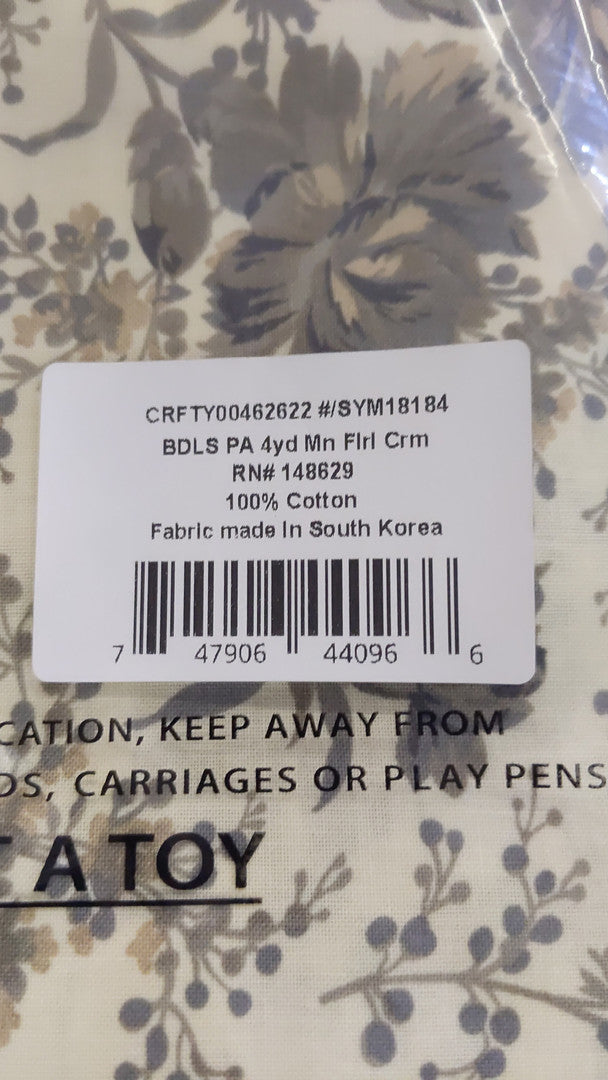 CRFTY00462622 #/SYM18184
BDLS PA 4yd Mn Flrl Crm
RN# 148629
100% Cotton
Fabric made In South Korea
7 47906 44096 6
CATION, KEEP AWAY FROM
DS, CARRIAGES OR PLAY PENS
T A TOY